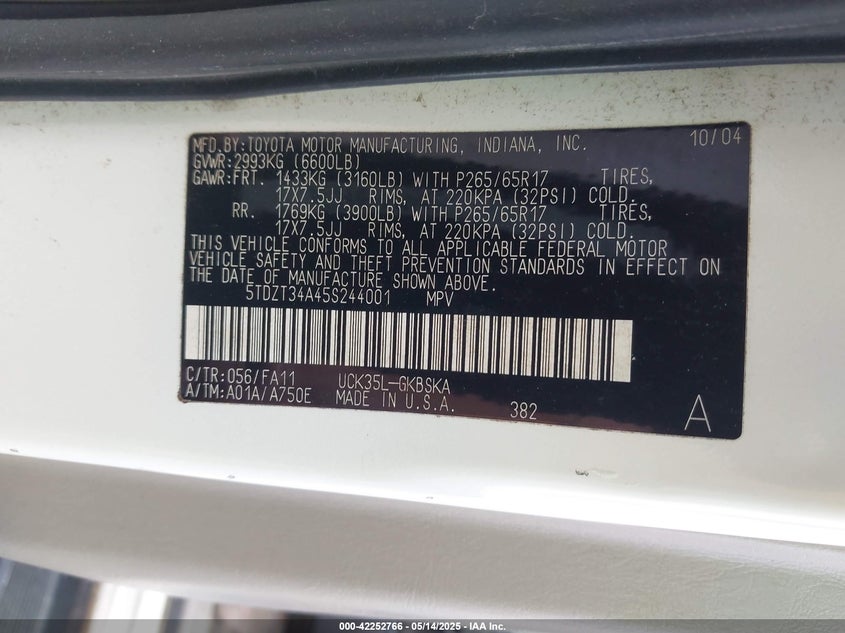 MFD.BY:TOYOTA MOTOR MANUFACTURING, INDIANA, INC. 10/04
GVWR:2993KG (6600LB)
GAWR:FRT. 1433KG (3160LB) WITH P265/65R17 TIRES,
17X7.5JJ RIMS, AT 220KPA (32PSI) COLD.
RR. 1769KG (3900LB) WITH P265/65R17 TIRES,
17X7.5JJ RIMS, AT 220KPA (32PSI) COLD.
THIS VEHICLE CONFORMS TO ALL APPLICABLE FEDERAL MOTOR
VEHICLE SAFETY AND THEFT PREVENTION STANDARDS IN EFFECT ON
THE DATE OF MANUFACTURE SHOWN ABOVE.
5TDZT34A45S244001 MPV
C/TR:056/FA11 UCK35L-GKBSKA
A/TM:A01A/A750E MADE IN U.S.A. 382 A
000-42252766 - 05/14/2025 - IAA Inc.